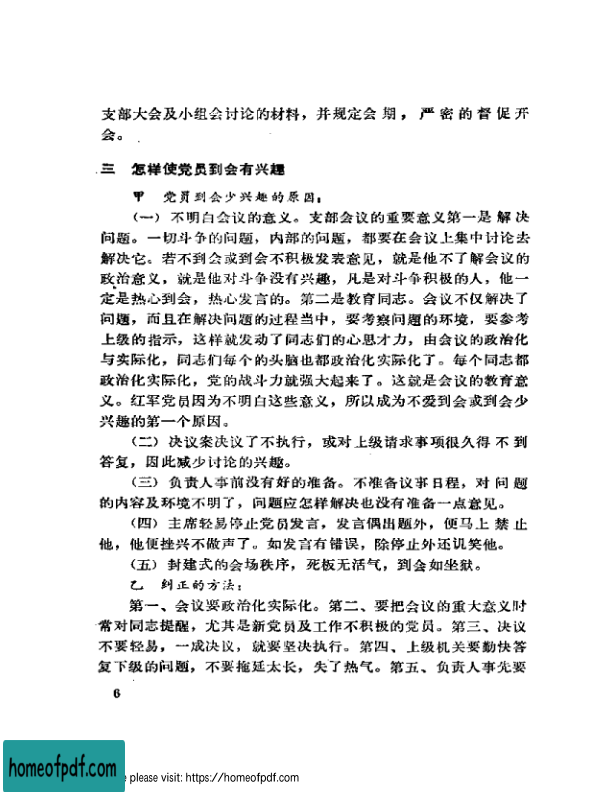 支部大会及小组会讨论的材料，并规定会期，严密的督促开
会。
三 怎样使党员到会有兴趣
甲 党员到会少兴趣的原因：
（一）不明白会议的意义。支部会议的重要意义第一是解决
问题。一切斗争的问题，内部的问题，都要在会议上集中讨论去
解决它。若不到会或到会不积极发表意见，就是他不了解会议的
政治意义，就是他对斗争没有兴趣，凡是对斗争积极的人，他一
定是热心到会，热心发言的。第二是教育同志。会议不仅解决了
问题，而且在解决问题的过程当中，要考察问题的环境，要参考
上级的指示，这样就发动了同志们的心思才力，由会议的政治化
与实际化，同志们每个的头脑也都政治化实际化了。每个同志都
政治化实际化，党的战斗力就强大起来了。这就是会议的教育意
义。红军党员因为不明白这些意义，所以成为不爱到会或到会少
兴趣的第一个原因。
（二）决议案决议了不执行，或对上级请求事项很久得不到
答复，因此减少讨论的兴趣。
（三）负责人事前没有好的准备。不准备议事日程，对问题
的内容及环境不明了，问题应怎样解决也没有准备一点意见。
（四）主席轻易停止党员发言，发言偶出题外，便马上禁止
他，他便挫兴不做声了。如发言有错误，除停止外还讥笑他。
（五）封建式的会场秩序，死板无活气，到会如坐狱。
乙 纠正的方法：
第一、会议要政治化实际化。第二、要把会议的重大意义时
常对同志提醒，尤其是新党员及工作不积极的党员。第三、决议
不要轻易，一成决议，就要坚决执行。第四、上级机关要勤快答
复下级的问题，不要拖延太长，失了热气。第五、负责人事先要
6
homeofpdf.com
e please visit: https://homeofpdf.com